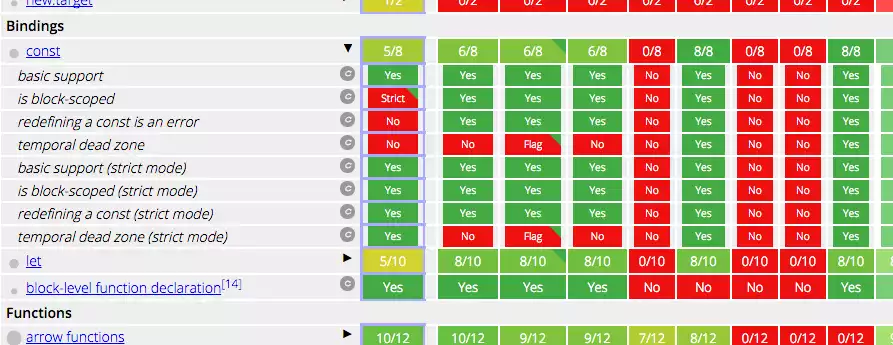 new.target 1/2 0/2 0/2 0/2 0/2 0/2 0/2 0/2 0/2
Bindings
const 5/8 6/8 6/8 6/8 0/8 8/8 0/8 0/8 8/8
basic support c Yes Yes Yes Yes No Yes No No Yes
is block-scoped c Strict Yes Yes Yes No Yes No No Yes
redefining a const is an error c No Yes Yes Yes No Yes No No Yes
temporal dead zone c No No Flag No No Yes No No Yes
basic support (strict mode) c Yes Yes Yes Yes No Yes No No Yes
is block-scoped (strict mode) c Yes Yes Yes Yes No Yes No No Yes
redefining a const (strict mode) c Yes Yes Yes Yes No Yes No No Yes
temporal dead zone (strict mode) c Yes No Flag No No Yes No No Yes
let 5/10 8/10 8/10 8/10 0/10 8/10 0/10 0/10 8/10
block-level function declaration[14] c Yes Yes Yes Yes No No No No Yes
Functions
arrow functions 10/12 10/12 9/12 9/12 7/12 8/12 0/12 0/12 0/12